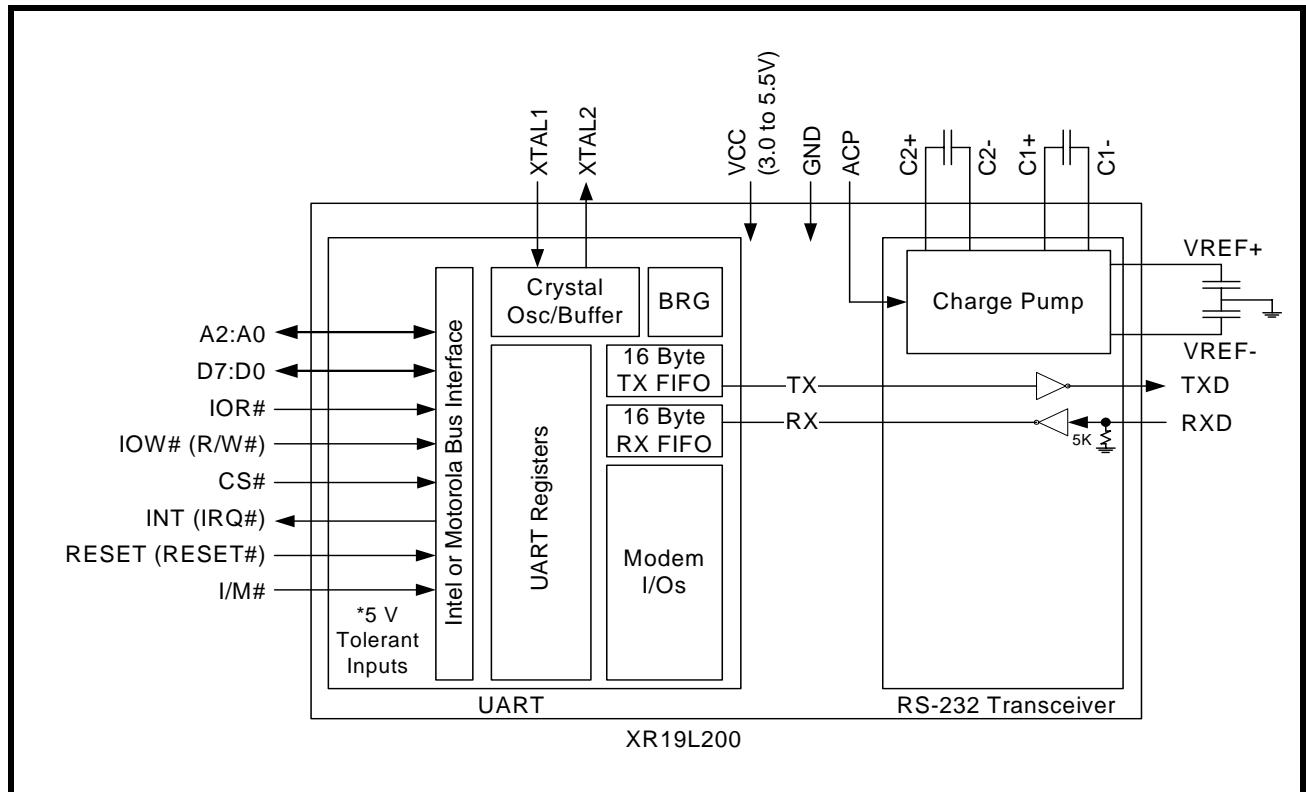 XTAL1
XTAL2
VCC
(3.0 to 5.5V)
GND
ACP
C2+
C2-
C1+
C1-
A2:A0
D7:D0
IOR#
IOW# (R/W#)
CS#
INT (IRQ#)
RESET (RESET#)
I/M#
*5 V
Tolerant
Inputs
Intel or Motorola Bus Interface
Crystal
Osc/Buffer
BRG
UART Registers
16 Byte
TX FIFO
16 Byte
RX FIFO
Modem
I/Os
TX
RX
Charge Pump
VREF+
VREF-
TXD
RXD
5K
UART
RS-232 Transceiver
XR19L200